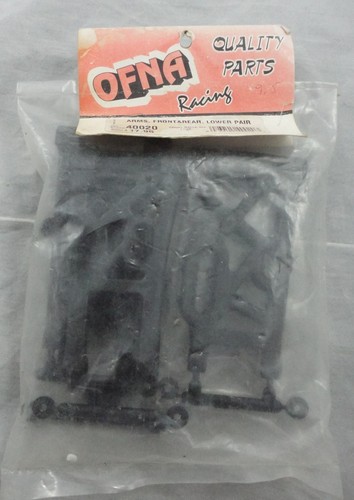 OFNA
Racing
QUALITY
PARTS
ARMS, FRONT&REAR, LOWER PAIR
40020